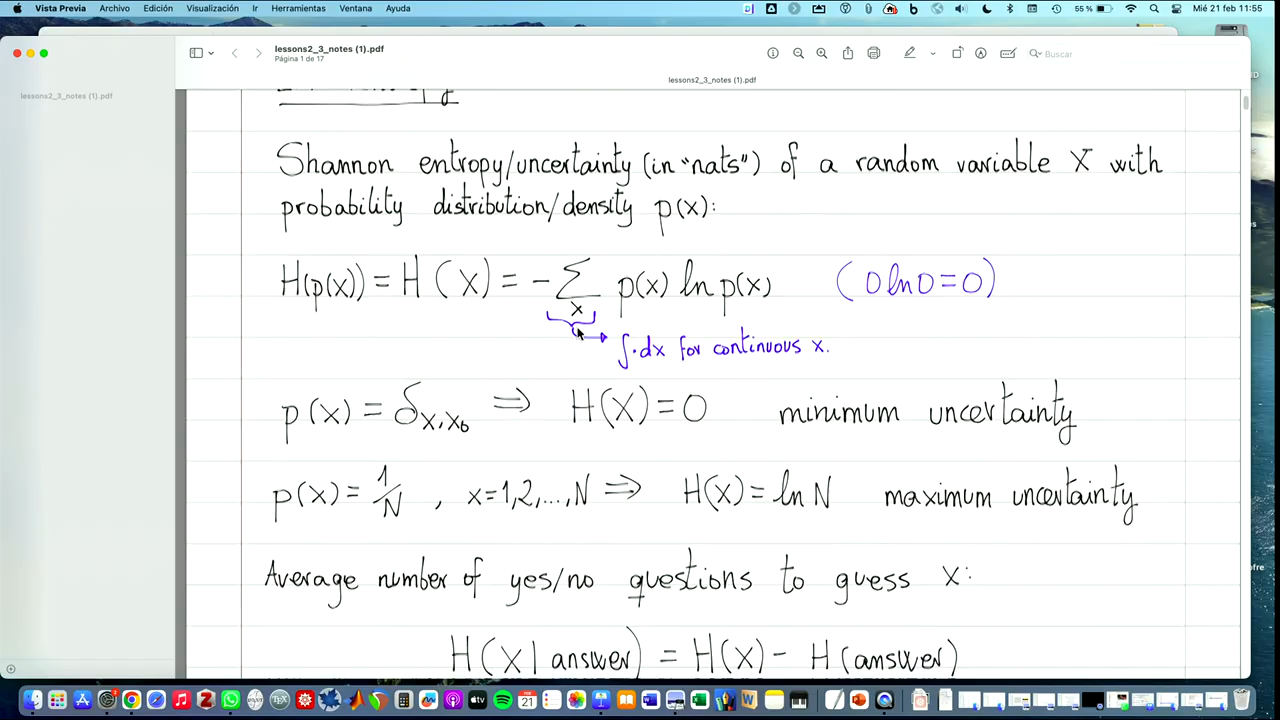 Vista Previa Archivo Edición Visualización Ir Herramientas Ventana Ayuda 55 % Mié 21 feb 11:55
lessons2_3_notes (1).pdf
Página 1 de 17
Buscar
lessons2_3_notes (1).pdf
lessons2_3_notes (1).pdf
Shannon entropy/uncertainty (in "nats") of a random variable X with
probability distribution/density p(x):
H(p(x)) = H(X) = - ∑ p(x) ln p(x) (0 ln 0 = 0)
x
∫·dx for continuous x.
p(x) = δx,x₀ ⟹ H(X) = 0 minimum uncertainty
p(x) = 1/N , x=1,2,...,N ⟹ H(X) = ln N maximum uncertainty
Average number of yes/no questions to guess X:
H(X|answer) = H(X) - H(answer)